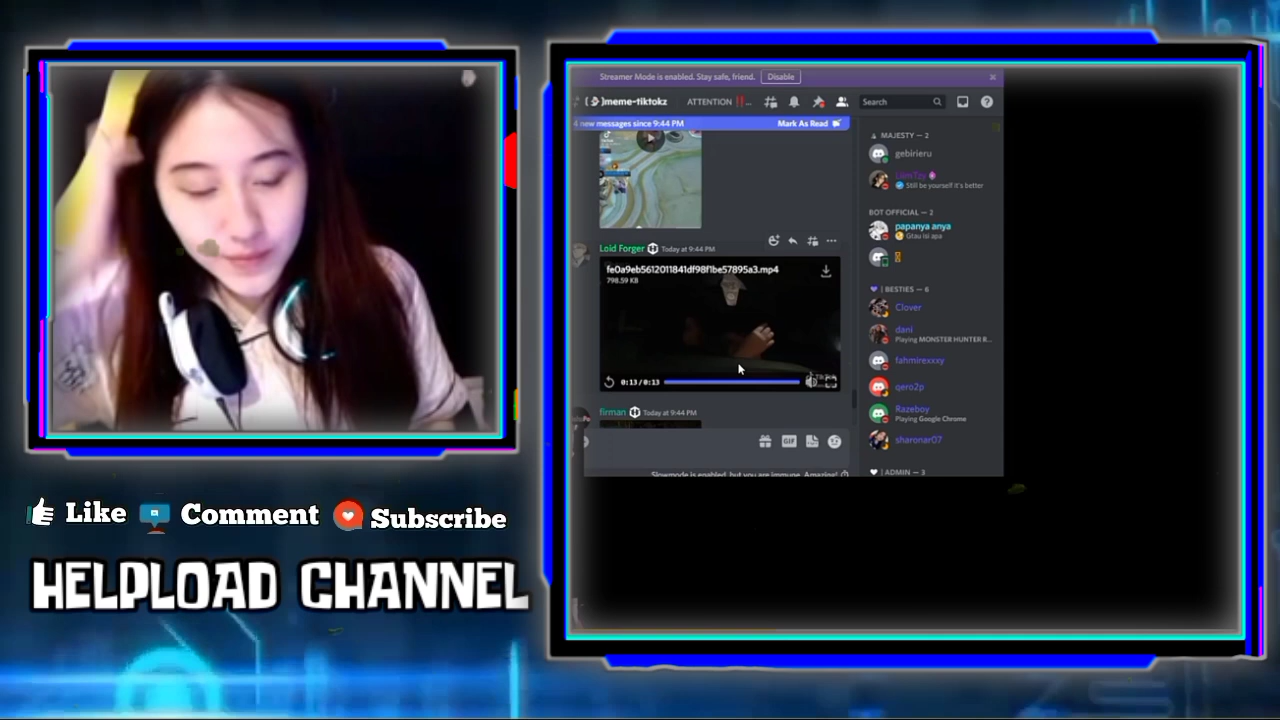 Streamer Mode is enabled. Stay safe, friend.
Disable
meme-tiktokz
ATTENTION ‼️...
Search
4 new messages since 9:44 PM
Mark As Read
Loid Forger Today at 9:44 PM
fe0a9eb5612011841df98f1be57895a3.mp4
798.59 KB
0:13/0:13
firman Today at 9:44 PM
GIF
Slowmode is enabled, but you are immune. Amazing!
MAJESTY — 2
gebirieru
Still be yourself it's better
BOT OFFICIAL — 2
papanya anya
Gtau isi apa
| BESTIES — 6
Clover
dani
Playing MONSTER HUNTER R...
fahmirexxxy
qero2p
Razeboy
Playing Google Chrome
sharonar07
| ADMIN — 3
Like
Comment
Subscribe
HELPLOAD CHANNEL